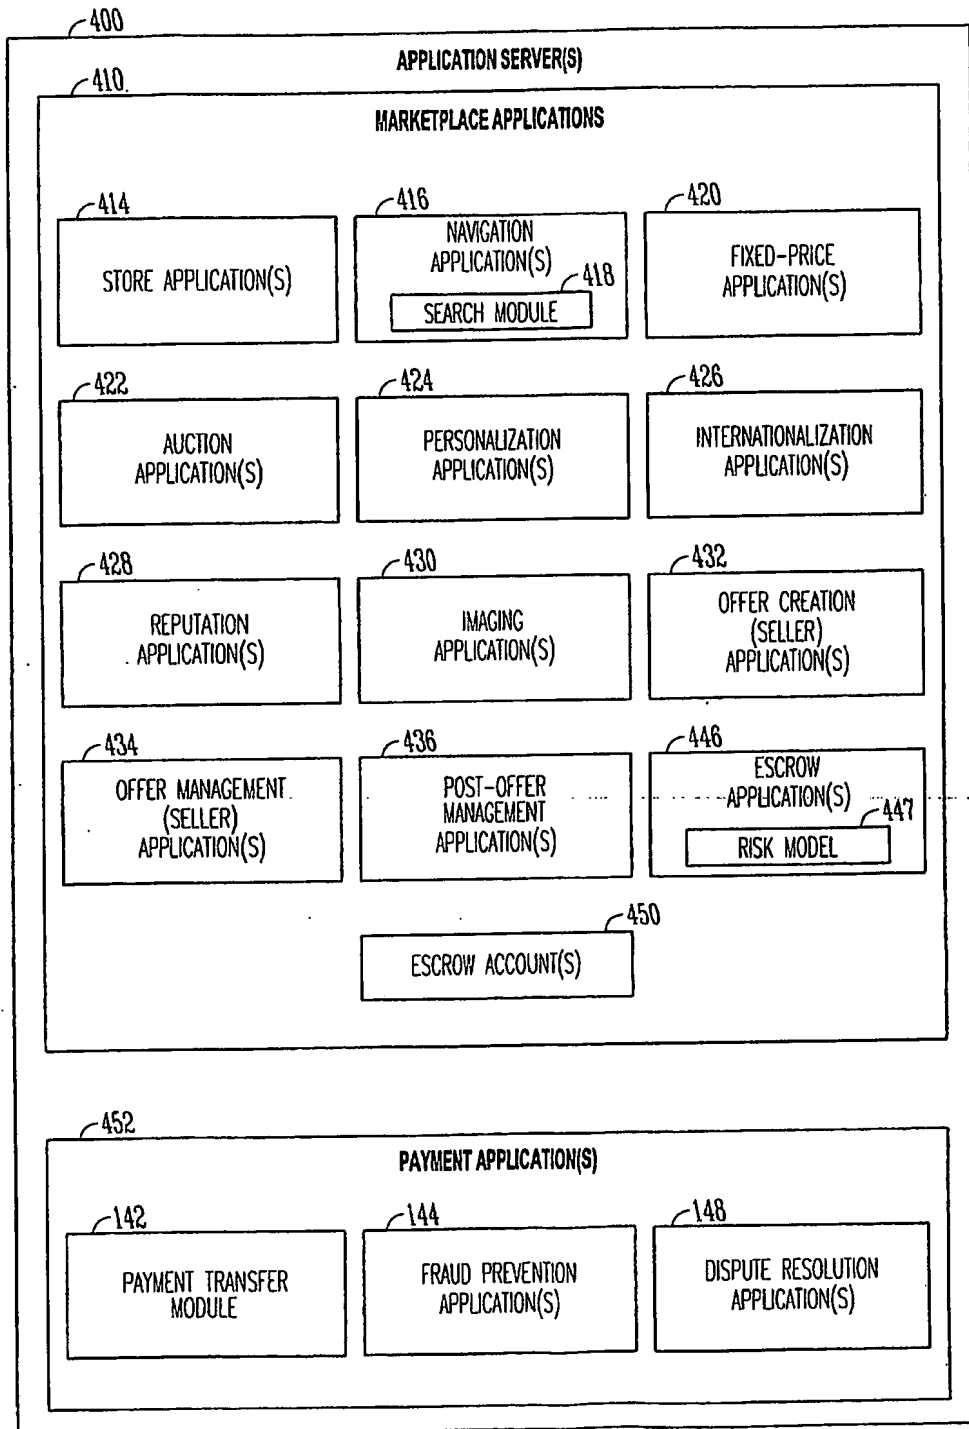 400
APPLICATION SERVER(S)
410
MARKETPLACE APPLICATIONS
414
STORE APPLICATION(S)
416
NAVIGATION
APPLICATION(S)
418
SEARCH MODULE
420
FIXED-PRICE
APPLICATION(S)
422
AUCTION
APPLICATION(S)
424
PERSONALIZATION
APPLICATION(S)
426
INTERNATIONALIZATION
APPLICATION(S)
428
REPUTATION
APPLICATION(S)
430
IMAGING
APPLICATION(S)
432
OFFER CREATION
(SELLER)
APPLICATION(S)
434
OFFER MANAGEMENT
(SELLER)
APPLICATION(S)
436
POST-OFFER
MANAGEMENT
APPLICATION(S)
446
ESCROW
APPLICATION(S)
447
RISK MODEL
450
ESCROW ACCOUNT(S)
452
PAYMENT APPLICATION(S)
142
PAYMENT TRANSFER
MODULE
144
FRAUD PREVENTION
APPLICATION(S)
148
DISPUTE RESOLUTION
APPLICATION(S)